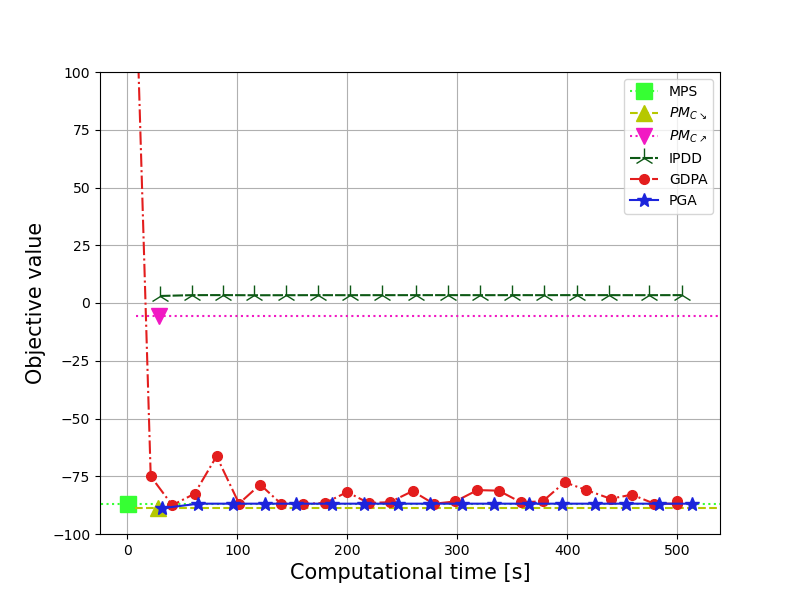 100
75
50
25
0
−25
−50
−75
−100
Objective value
0 100 200 300 400 500
Computational time [s]
MPS
PM_{C↘}
PM_{C↗}
IPDD
GDPA
PGA